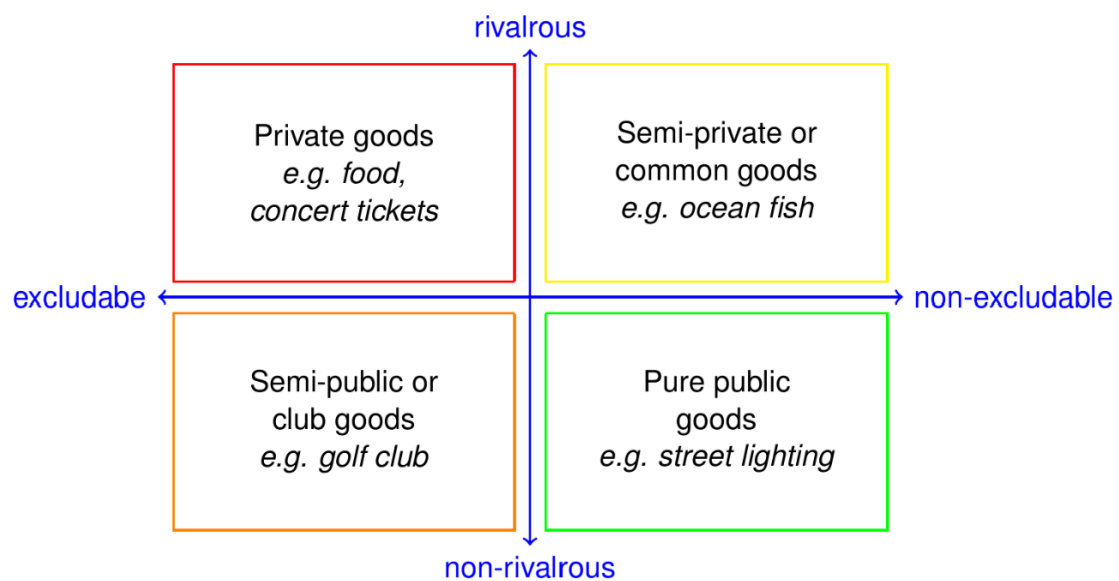 rivalrous
Private goods
e.g. food,
concert tickets
Semi-private or
common goods
e.g. ocean fish
excludabe
non-excludable
Semi-public or
club goods
e.g. golf club
Pure public
goods
e.g. street lighting
non-rivalrous